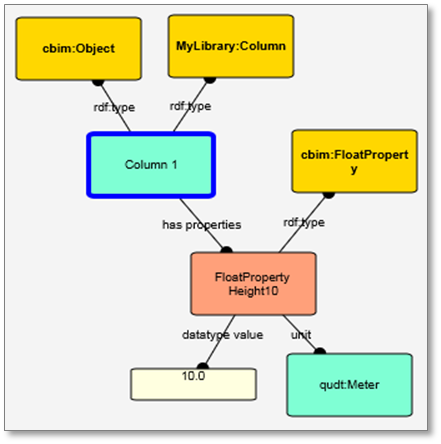 cbim:Object
MyLibrary:Column
rdf:type
rdf:type
Column 1
cbim:FloatPropert
y
has properties
rdf:type
FloatProperty
Height10
datatype value
unit
10.0
qudt:Meter